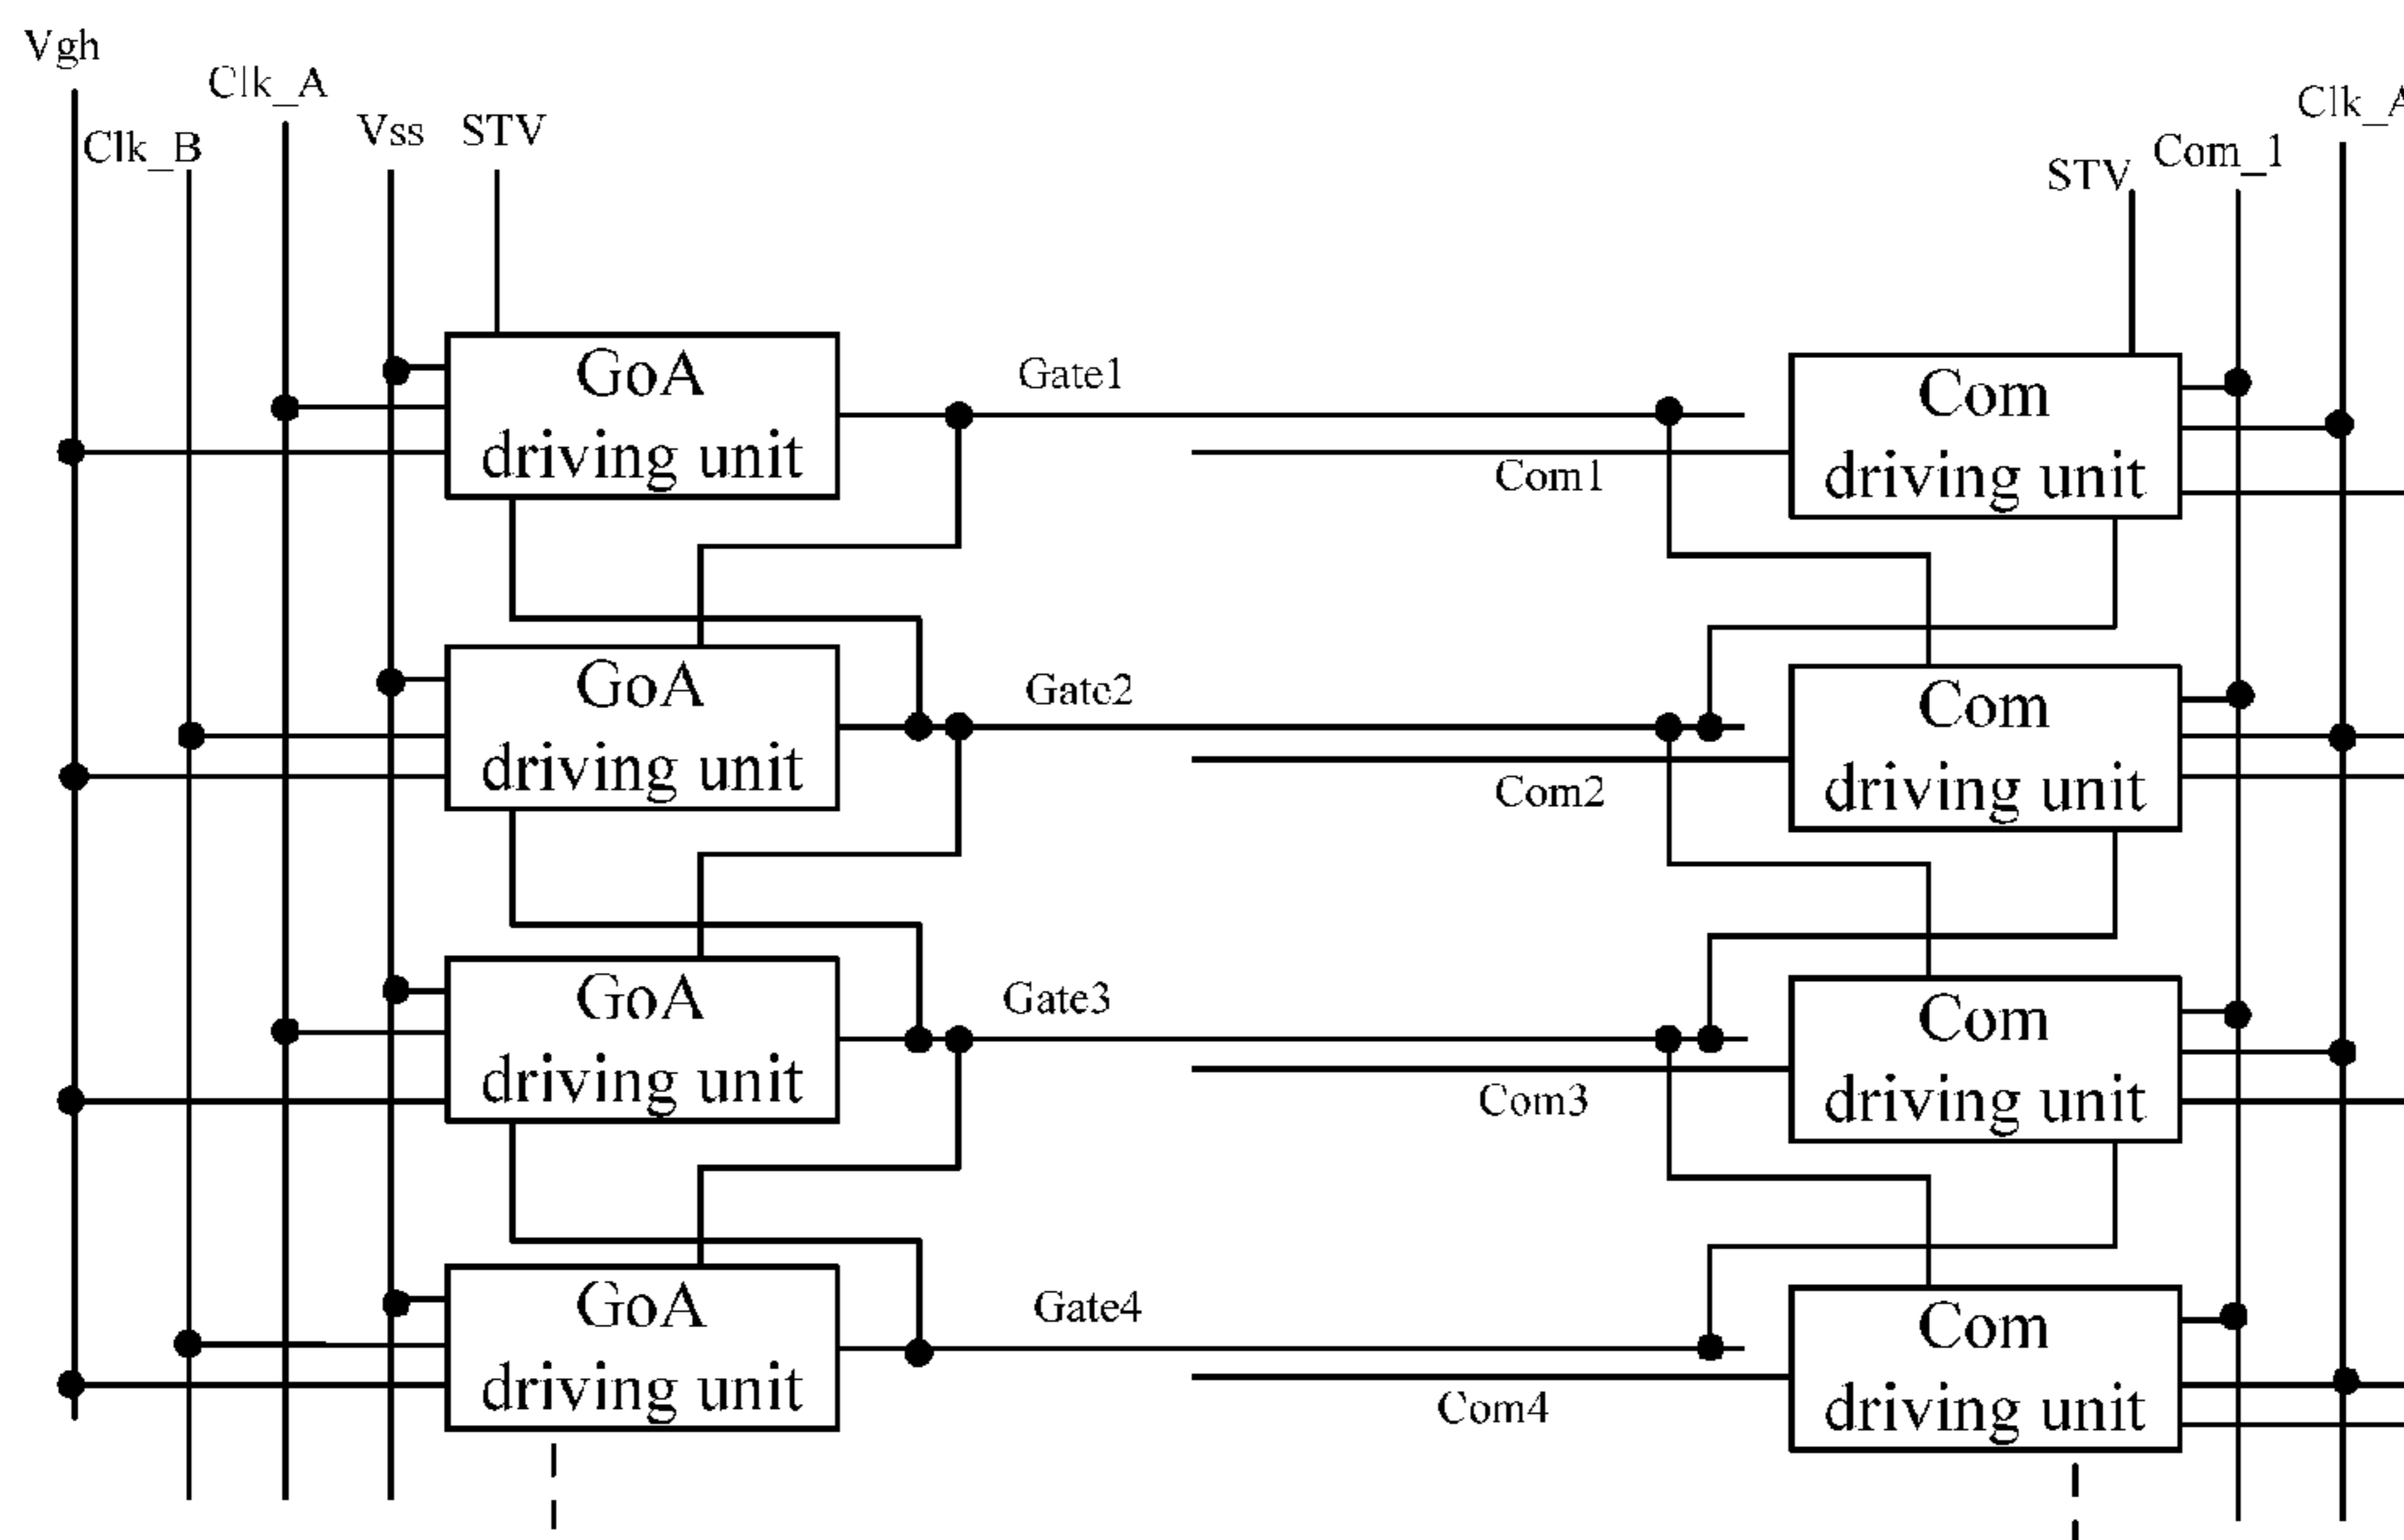 Vgh
Clk_A
Clk_B
Vss
STV
Clk_A
Com_1
STV
GoA
driving unit
Gate1
Com1
Com
driving unit
GoA
driving unit
Gate2
Com2
Com
driving unit
GoA
driving unit
Gate3
Com3
Com
driving unit
GoA
driving unit
Gate4
Com4
Com
driving unit